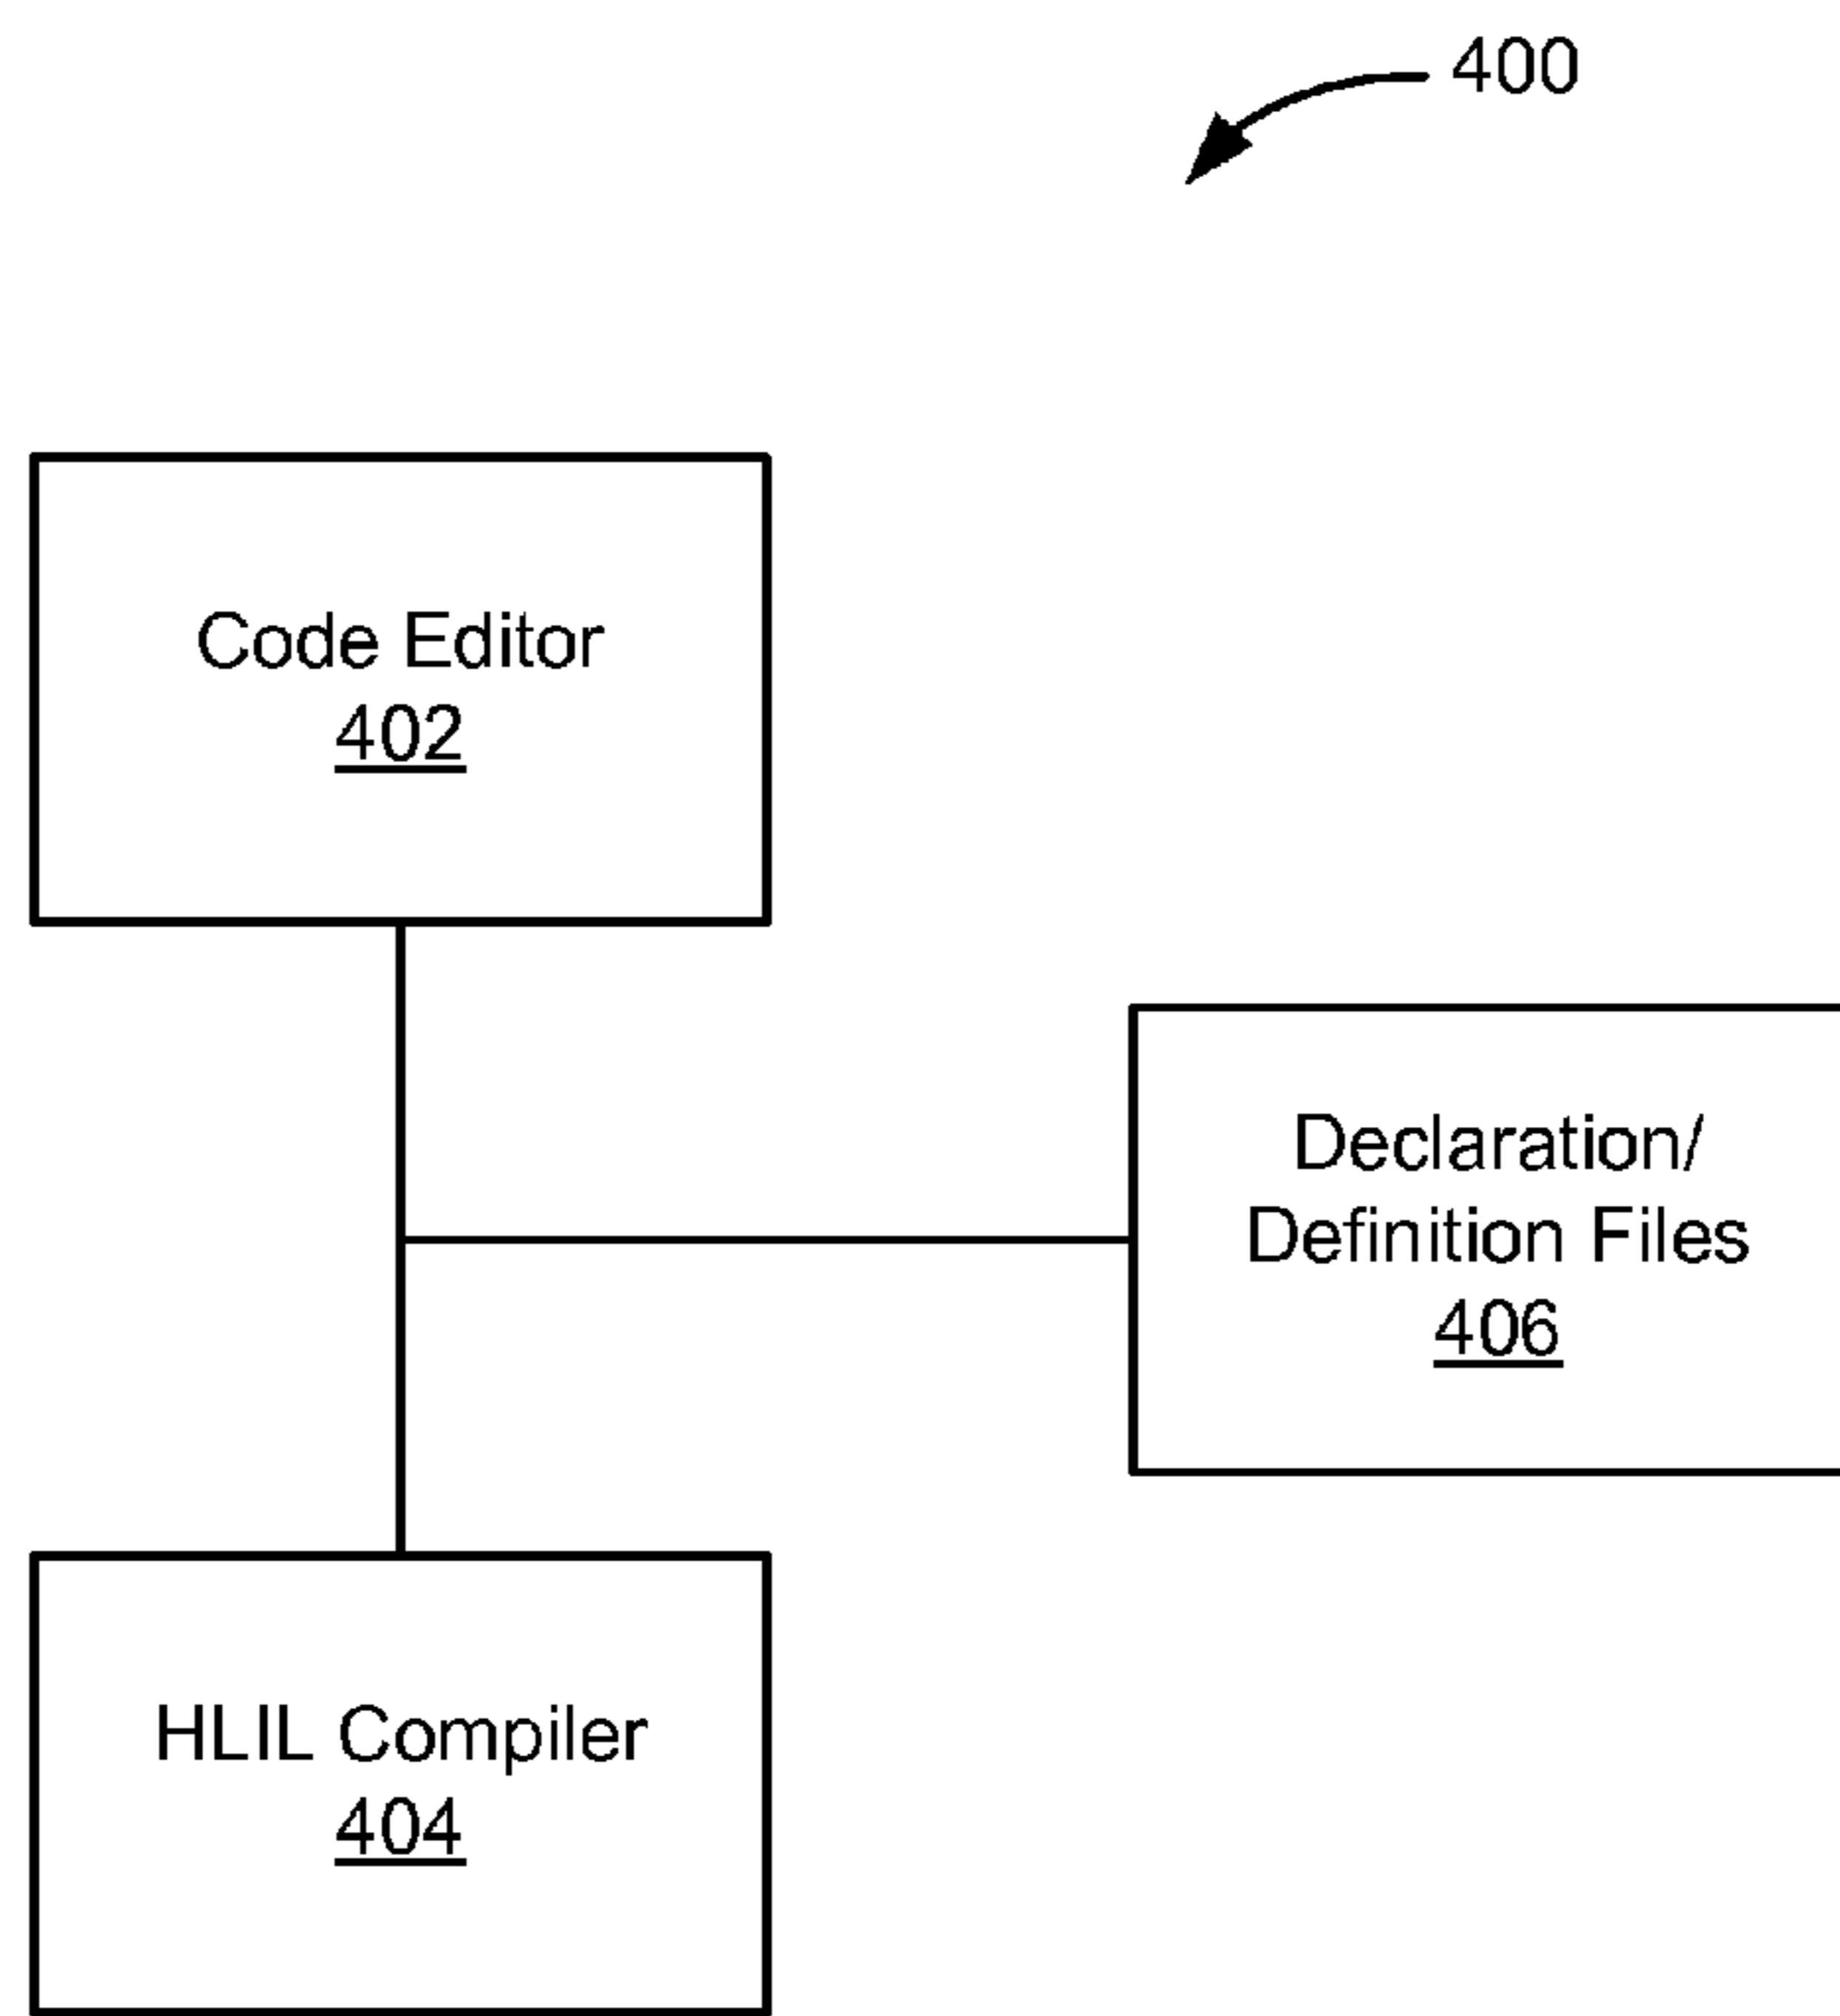 400
Code Editor
402
Declaration/
Definition Files
406
HLIL Compiler
404